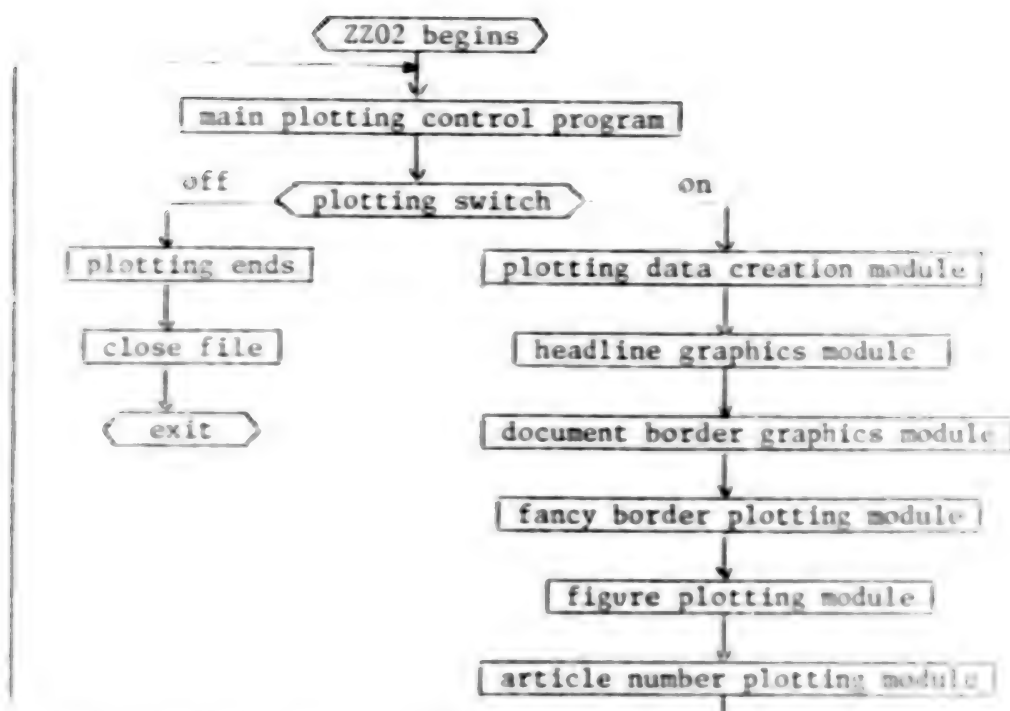 ZZ02 begins
main plotting control program
off
plotting switch
on
plotting ends
plotting data creation module
close file
headline graphics module
exit
document border graphics module
fancy border plotting module
figure plotting module
article number plotting module